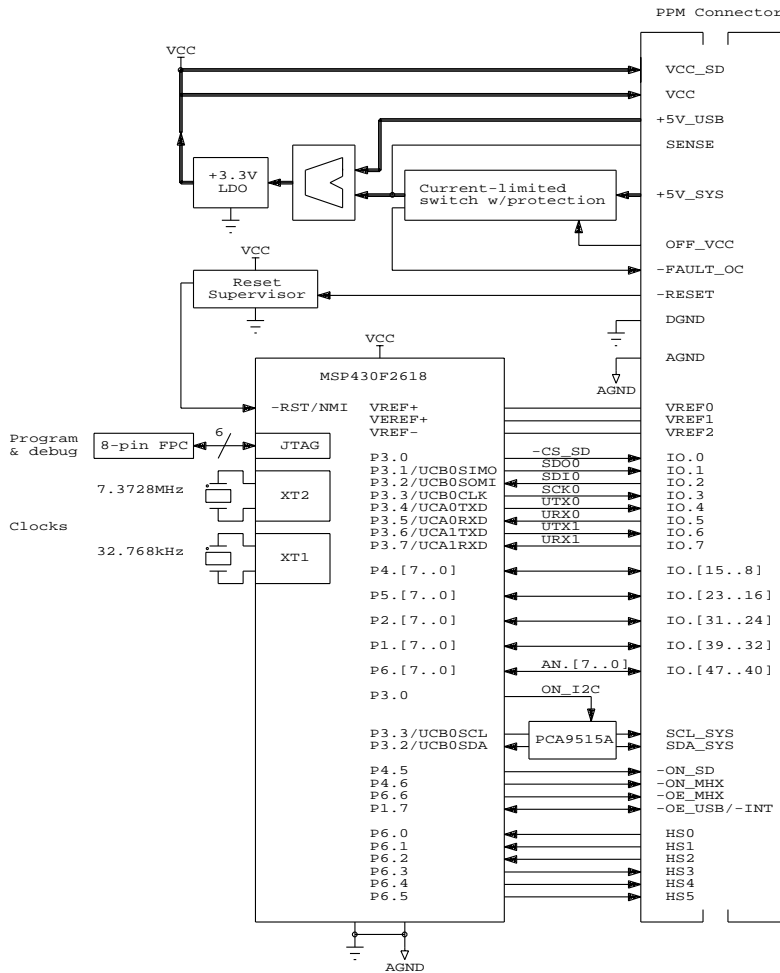 PPM Connector
VCC
VCC_SD
VCC
+5V_USB
SENSE
+3.3V
LDO
Current-limited
switch w/protection
+5V_SYS
OFF_VCC
-FAULT_OC
VCC
Reset
Supervisor
-RESET
DGND
AGND
AGND
VCC
MSP430F2618
-RST/NMI
VREF+
VREF0
VEREF+
VREF1
VREF-
VREF2
Program
& debug
8-pin FPC
6
JTAG
P3.0
-CS_SD
IO.0
P3.1/UCB0SIMO
SDO0
IO.1
P3.2/UCB0SOMI
SDI0
IO.2
P3.3/UCB0CLK
SCK0
IO.3
P3.4/UCA0TXD
UTX0
IO.4
P3.5/UCA0RXD
URX0
IO.5
P3.6/UCA1TXD
UTX1
IO.6
P3.7/UCA1RXD
URX1
IO.7
7.3728MHz
XT2
Clocks
32.768kHz
XT1
P4.[7..0]
IO.[15..8]
P5.[7..0]
IO.[23..16]
P2.[7..0]
IO.[31..24]
P1.[7..0]
IO.[39..32]
P6.[7..0]
AN.[7..0]
IO.[47..40]
P3.0
ON_I2C
P3.3/UCB0SCL
PCA9515A
SCL_SYS
P3.2/UCB0SDA
SDA_SYS
P4.5
-ON_SD
P4.6
-ON_MHX
P6.6
-OE_MHX
P1.7
-OE_USB/-INT
P6.0
HS0
P6.1
HS1
P6.2
HS2
P6.3
HS3
P6.4
HS4
P6.5
HS5
AGND